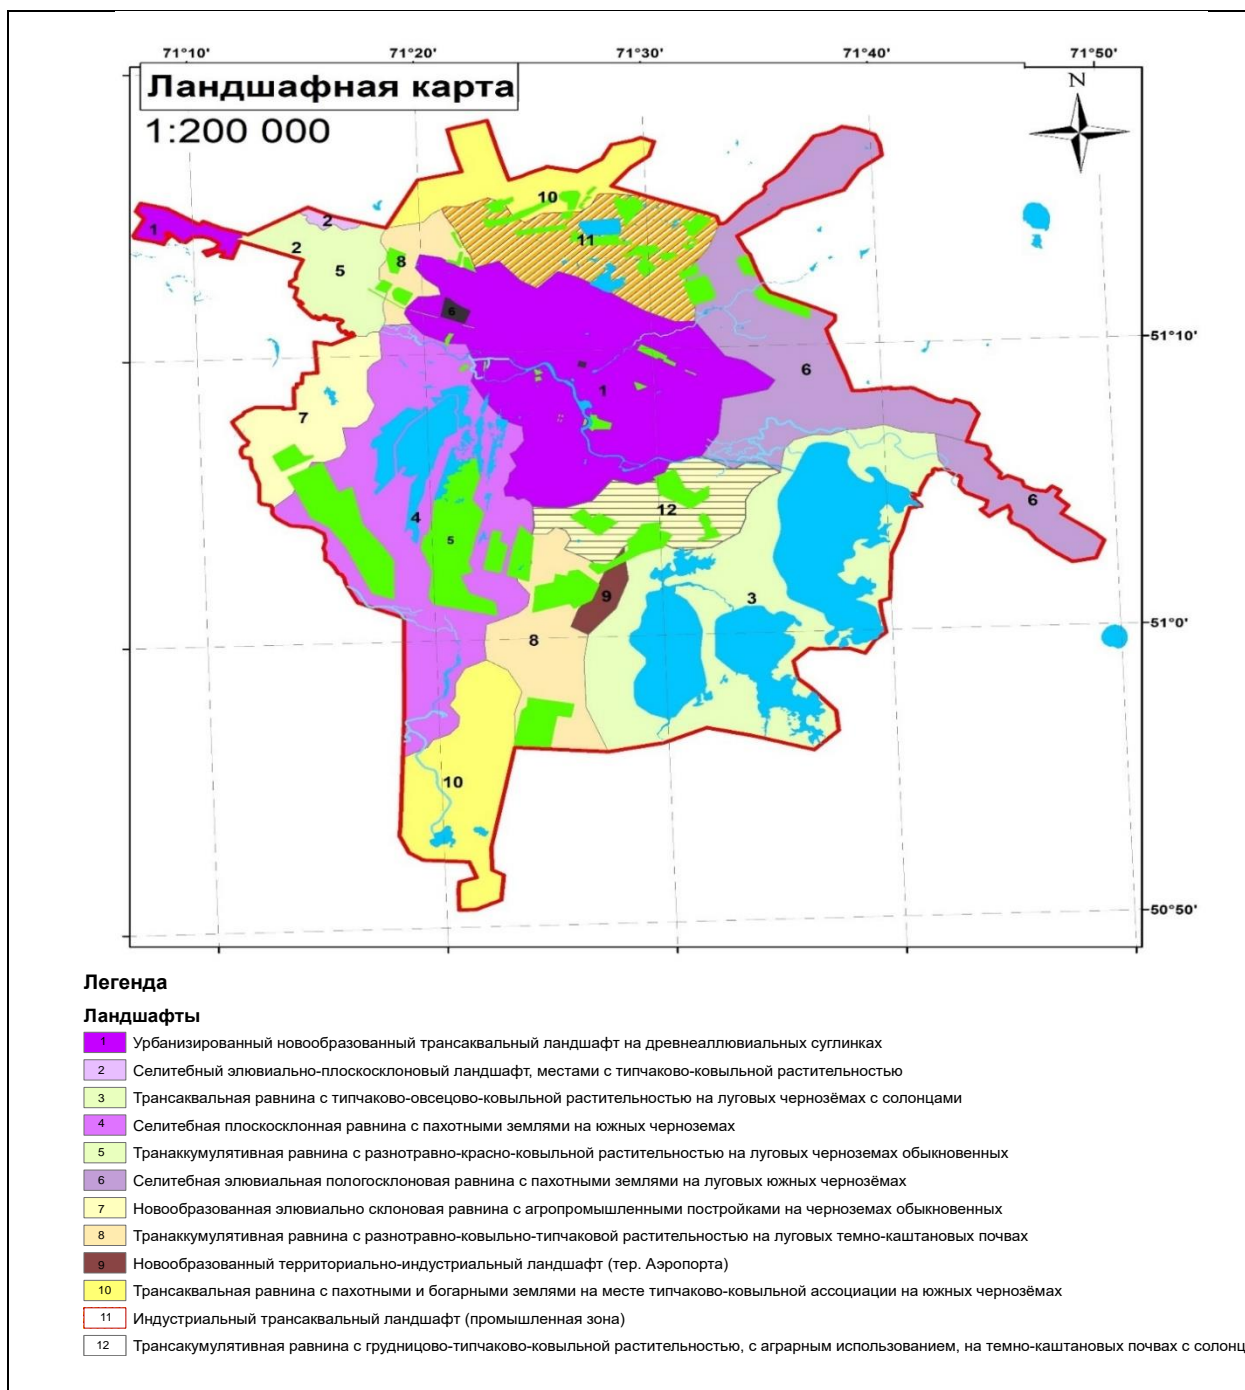 71°10' 71°20' 71°30' 71°40' 71°50'
Ландшафная карта
1:200 000
N
10
2
1
11
2
8
5
6
51°10'
6
1
7
6
12
4
5
9
3
51°0'
8
10
50°50'
Легенда
Ландшафты
1 Урбанизированный новообразованный трансаквальный ландшафт на древнеаллювиальных суглинках
2 Селитебный элювиально-плоскосклоновый ландшафт, местами с типчаково-ковыльной растительностью
3 Трансаквальная равнина с типчаково-овсецово-ковыльной растительностью на луговых чернозёмах с солонцами
4 Селитебная плоскосклонная равнина с пахотными землями на южных черноземах
5 Транаккумулятивная равнина с разнотравно-красно-ковыльной растительностью на луговых черноземах обыкновенных
6 Селитебная элювиальная пологосклоновая равнина с пахотными землями на луговых южных чернозёмах
7 Новообразованная элювиально склоновая равнина с агропромышленными постройками на черноземах обыкновенных
8 Транаккумулятивная равнина с разнотравно-ковыльно-типчаковой растительностью на луговых темно-каштановых почвах
9 Новообразованный территориально-индустриальный ландшафт (тер. Аэропорта)
10 Трансаквальная равнина с пахотными и богарными землями на месте типчаково-ковыльной ассоциации на южных чернозёмах
11 Индустриальный трансаквальный ландшафт (промышленная зона)
12 Трансакумулятивная равнина с грудницово-типчаково-ковыльной растительностью, с аграрным использованием, на темно-каштановых почвах с солонц